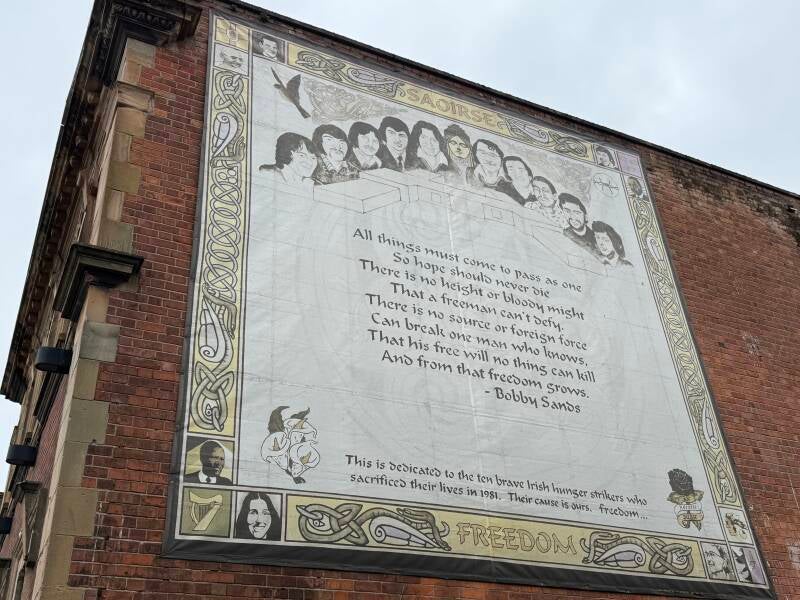 SAOIRSE
All things must come to pass as one
So hope should never die
There is no height or bloody might
That a freeman can't defy.
There is no source or foreign force
Can break one man who knows,
That his free will no thing can kill
And from that freedom grows.
- Bobby Sands
This is dedicated to the ten brave Irish hunger strikers who
sacrificed their lives in 1981. Their cause is ours. freedom...
FREEDOM